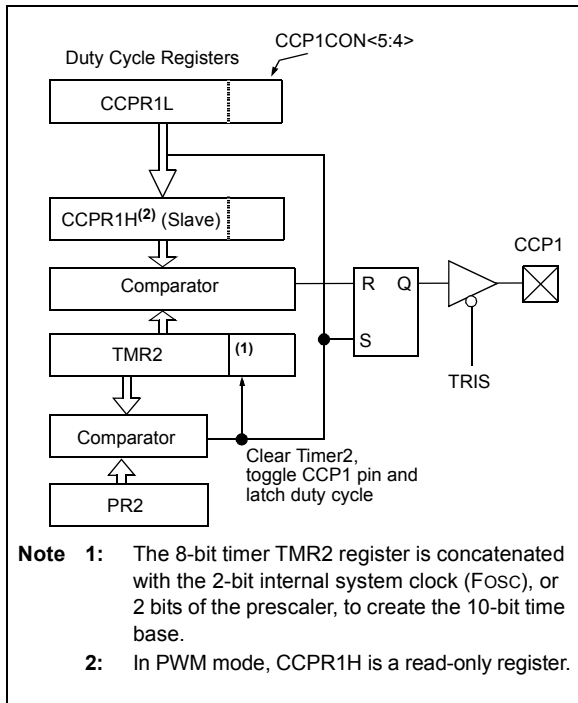 CCP1CON<5:4>
Duty Cycle Registers
CCPR1L
CCPR1H(2) (Slave)
CCP1
Comparator
R Q
TMR2 (1)
S
TRIS
Comparator
Clear Timer2,
toggle CCP1 pin and
latch duty cycle
PR2
Note 1: The 8-bit timer TMR2 register is concatenated
with the 2-bit internal system clock (FOSC), or
2 bits of the prescaler, to create the 10-bit time
base.
2: In PWM mode, CCPR1H is a read-only register.